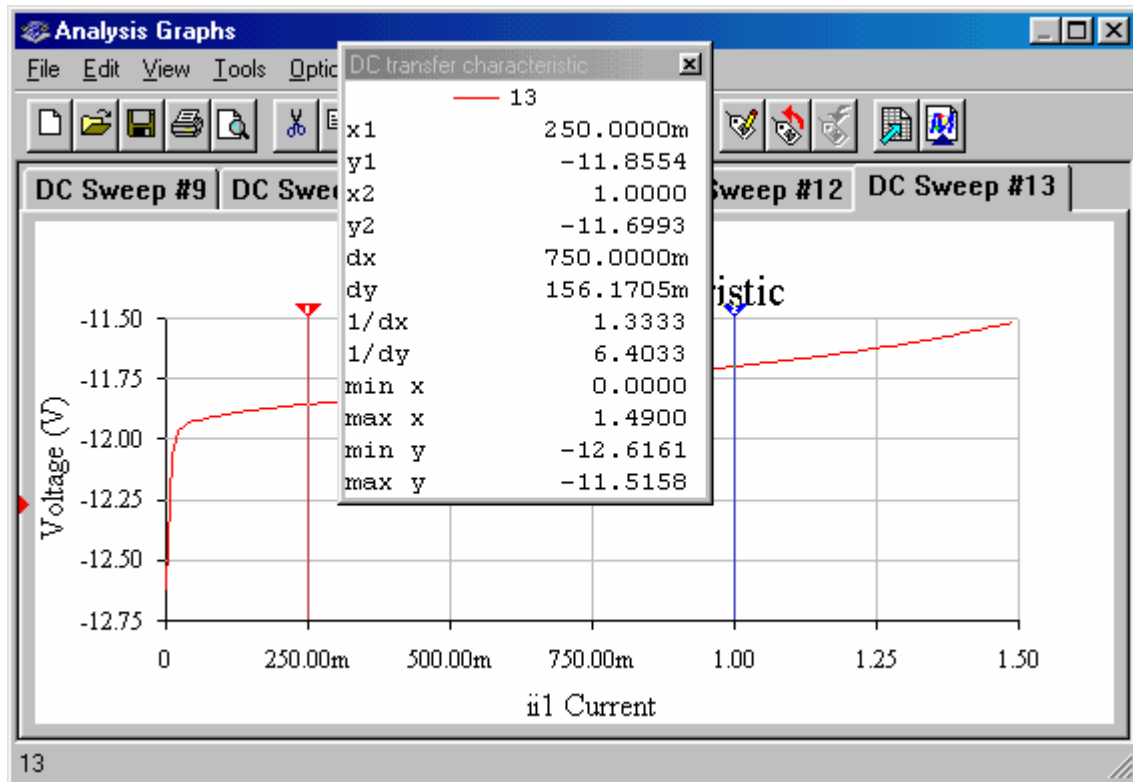 Analysis Graphs
File Edit View Tools Optic
DC transfer characteristic
13
x1 250.0000m
y1 -11.8554
x2 1.0000
y2 -11.6993
dx 750.0000m
dy 156.1705m
1/dx 1.3333
1/dy 6.4033
min x 0.0000
max x 1.4900
min y -12.6161
max y -11.5158
DC Sweep #9 DC Swe weep #12 DC Sweep #13
ristic
Voltage (V)
-11.50
-11.75
-12.00
-12.25
-12.50
-12.75
0 250.00m 500.00m 750.00m 1.00 1.25 1.50
ii1 Current
13